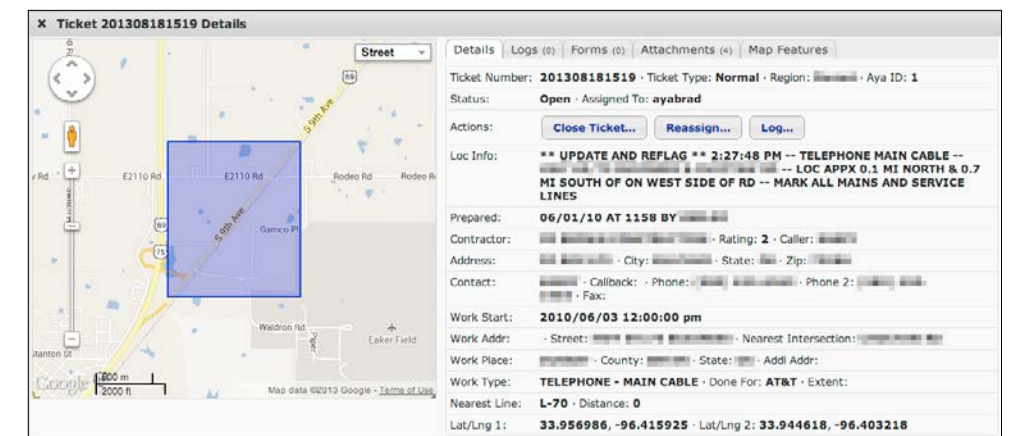 × Ticket 201308181519 Details
Street
69
S 9th Ave
Rd
E2110 Rd
E2110 Rd
Rodeo Rd
Rodeo R
S 9th Ave
Gamco Pl
69
75
Waldron Rd
Piper
Eaker Field
Stanton St
Google
800 m
2000 ft
Map data ©2013 Google - Terms of Use
Details
Logs (0)
Forms (0)
Attachments (4)
Map Features
Ticket Number: 201308181519 · Ticket Type: Normal · Region: · Aya ID: 1
Status: Open · Assigned To: ayabrad
Actions: Close Ticket... Reassign... Log...
Loc Info: ** UPDATE AND REFLAG ** 2:27:48 PM -- TELEPHONE MAIN CABLE --
-- LOC APPX 0.1 MI NORTH & 0.7
MI SOUTH OF ON WEST SIDE OF RD -- MARK ALL MAINS AND SERVICE
LINES
Prepared: 06/01/10 AT 1158 BY
Contractor: · Rating: 2 · Caller:
Address: · City: · State: · Zip:
Contact: · Callback: · Phone: · Phone 2:
· Fax:
Work Start: 2010/06/03 12:00:00 pm
Work Addr: · Street: · Nearest Intersection:
Work Place: · County: · State: · Addl Addr:
Work Type: TELEPHONE - MAIN CABLE · Done For: AT&T · Extent:
Nearest Line: L-70 · Distance: 0
Lat/Lng 1: 33.956986, -96.415925 · Lat/Lng 2: 33.944618, -96.403218